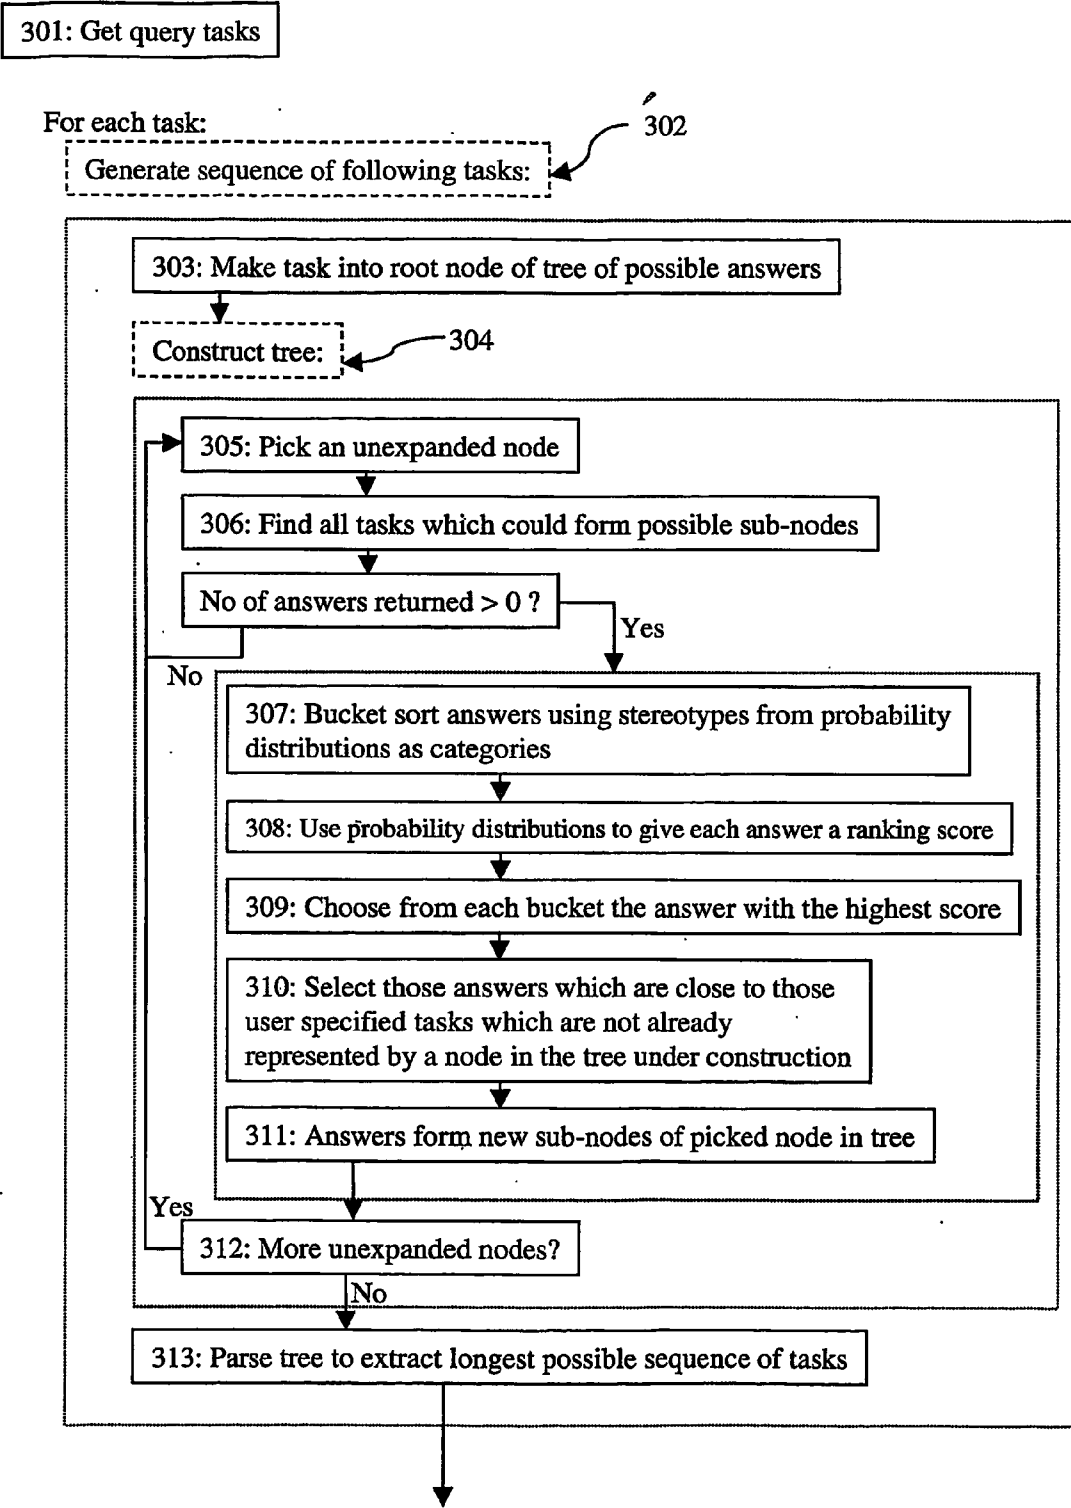 301: Get query tasks
For each task:
302
Generate sequence of following tasks:
303: Make task into root node of tree of possible answers
Construct tree:
304
305: Pick an unexpanded node
306: Find all tasks which could form possible sub-nodes
No of answers returned > 0 ?
Yes
No
307: Bucket sort answers using stereotypes from probability
distributions as categories
308: Use probability distributions to give each answer a ranking score
309: Choose from each bucket the answer with the highest score
310: Select those answers which are close to those
user specified tasks which are not already
represented by a node in the tree under construction
311: Answers form new sub-nodes of picked node in tree
Yes
312: More unexpanded nodes?
No
313: Parse tree to extract longest possible sequence of tasks